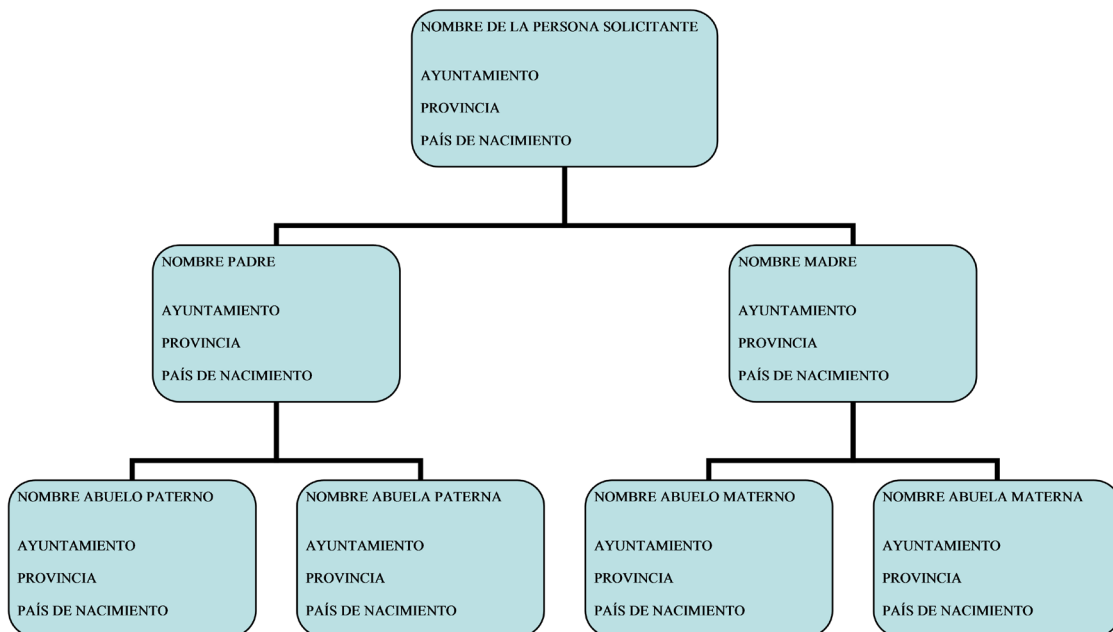 NOMBRE DE LA PERSONA SOLICITANTE
AYUNTAMIENTO
PROVINCIA
PAÍS DE NACIMIENTO
NOMBRE PADRE
AYUNTAMIENTO
PROVINCIA
PAÍS DE NACIMIENTO
NOMBRE MADRE
AYUNTAMIENTO
PROVINCIA
PAÍS DE NACIMIENTO
NOMBRE ABUELO PATERNO
AYUNTAMIENTO
PROVINCIA
PAÍS DE NACIMIENTO
NOMBRE ABUELA PATERNA
AYUNTAMIENTO
PROVINCIA
PAÍS DE NACIMIENTO
NOMBRE ABUELO MATERNO
AYUNTAMIENTO
PROVINCIA
PAÍS DE NACIMIENTO
NOMBRE ABUELA MATERNA
AYUNTAMIENTO
PROVINCIA
PAÍS DE NACIMIENTO